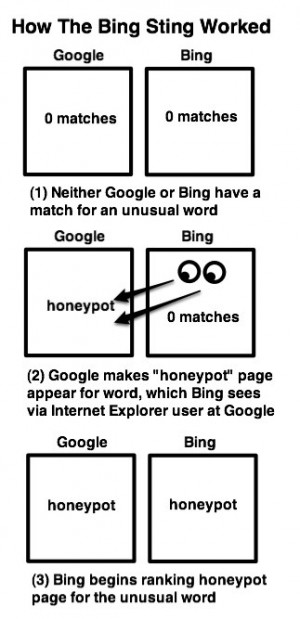 How The Bing Sting Worked
Google Bing
0 matches 0 matches
(1) Neither Google or Bing have a
match for an unusual word
Google Bing
honeypot
0 matches
(2) Google makes "honeypot" page
appear for word, which Bing sees
via Internet Explorer user at Google
Google Bing
honeypot honeypot
(3) Bing begins ranking honeypot
page for the unusual word